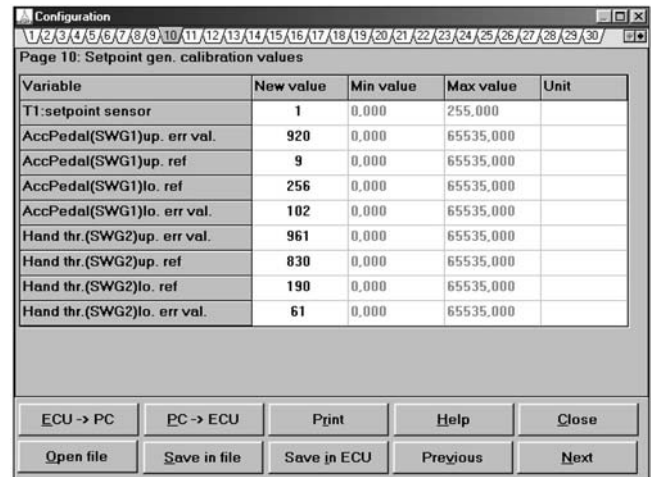 Configuration
1 2 3 4 5 6 7 8 9 10 11 12 13 14 15 16 17 18 19 20 21 22 23 24 25 26 27 28 29 30
Page 10: Setpoint gen. calibration values
Variable New value Min value Max value Unit
T1:setpoint sensor 1 0,000 255,000
AccPedal(SWG1)up. err val. 920 0,000 65535,000
AccPedal(SWG1)up. ref 9 0,000 65535,000
AccPedal(SWG1)lo. ref 256 0,000 65535,000
AccPedal(SWG1)lo. err val. 102 0,000 65535,000
Hand thr.(SWG2)up. err val. 961 0,000 65535,000
Hand thr.(SWG2)up. ref 830 0,000 65535,000
Hand thr.(SWG2)lo. ref 190 0,000 65535,000
Hand thr.(SWG2)lo. err val. 61 0,000 65535,000
ECU -> PC PC -> ECU Print Help Close
Open file Save in file Save in ECU Previous Next